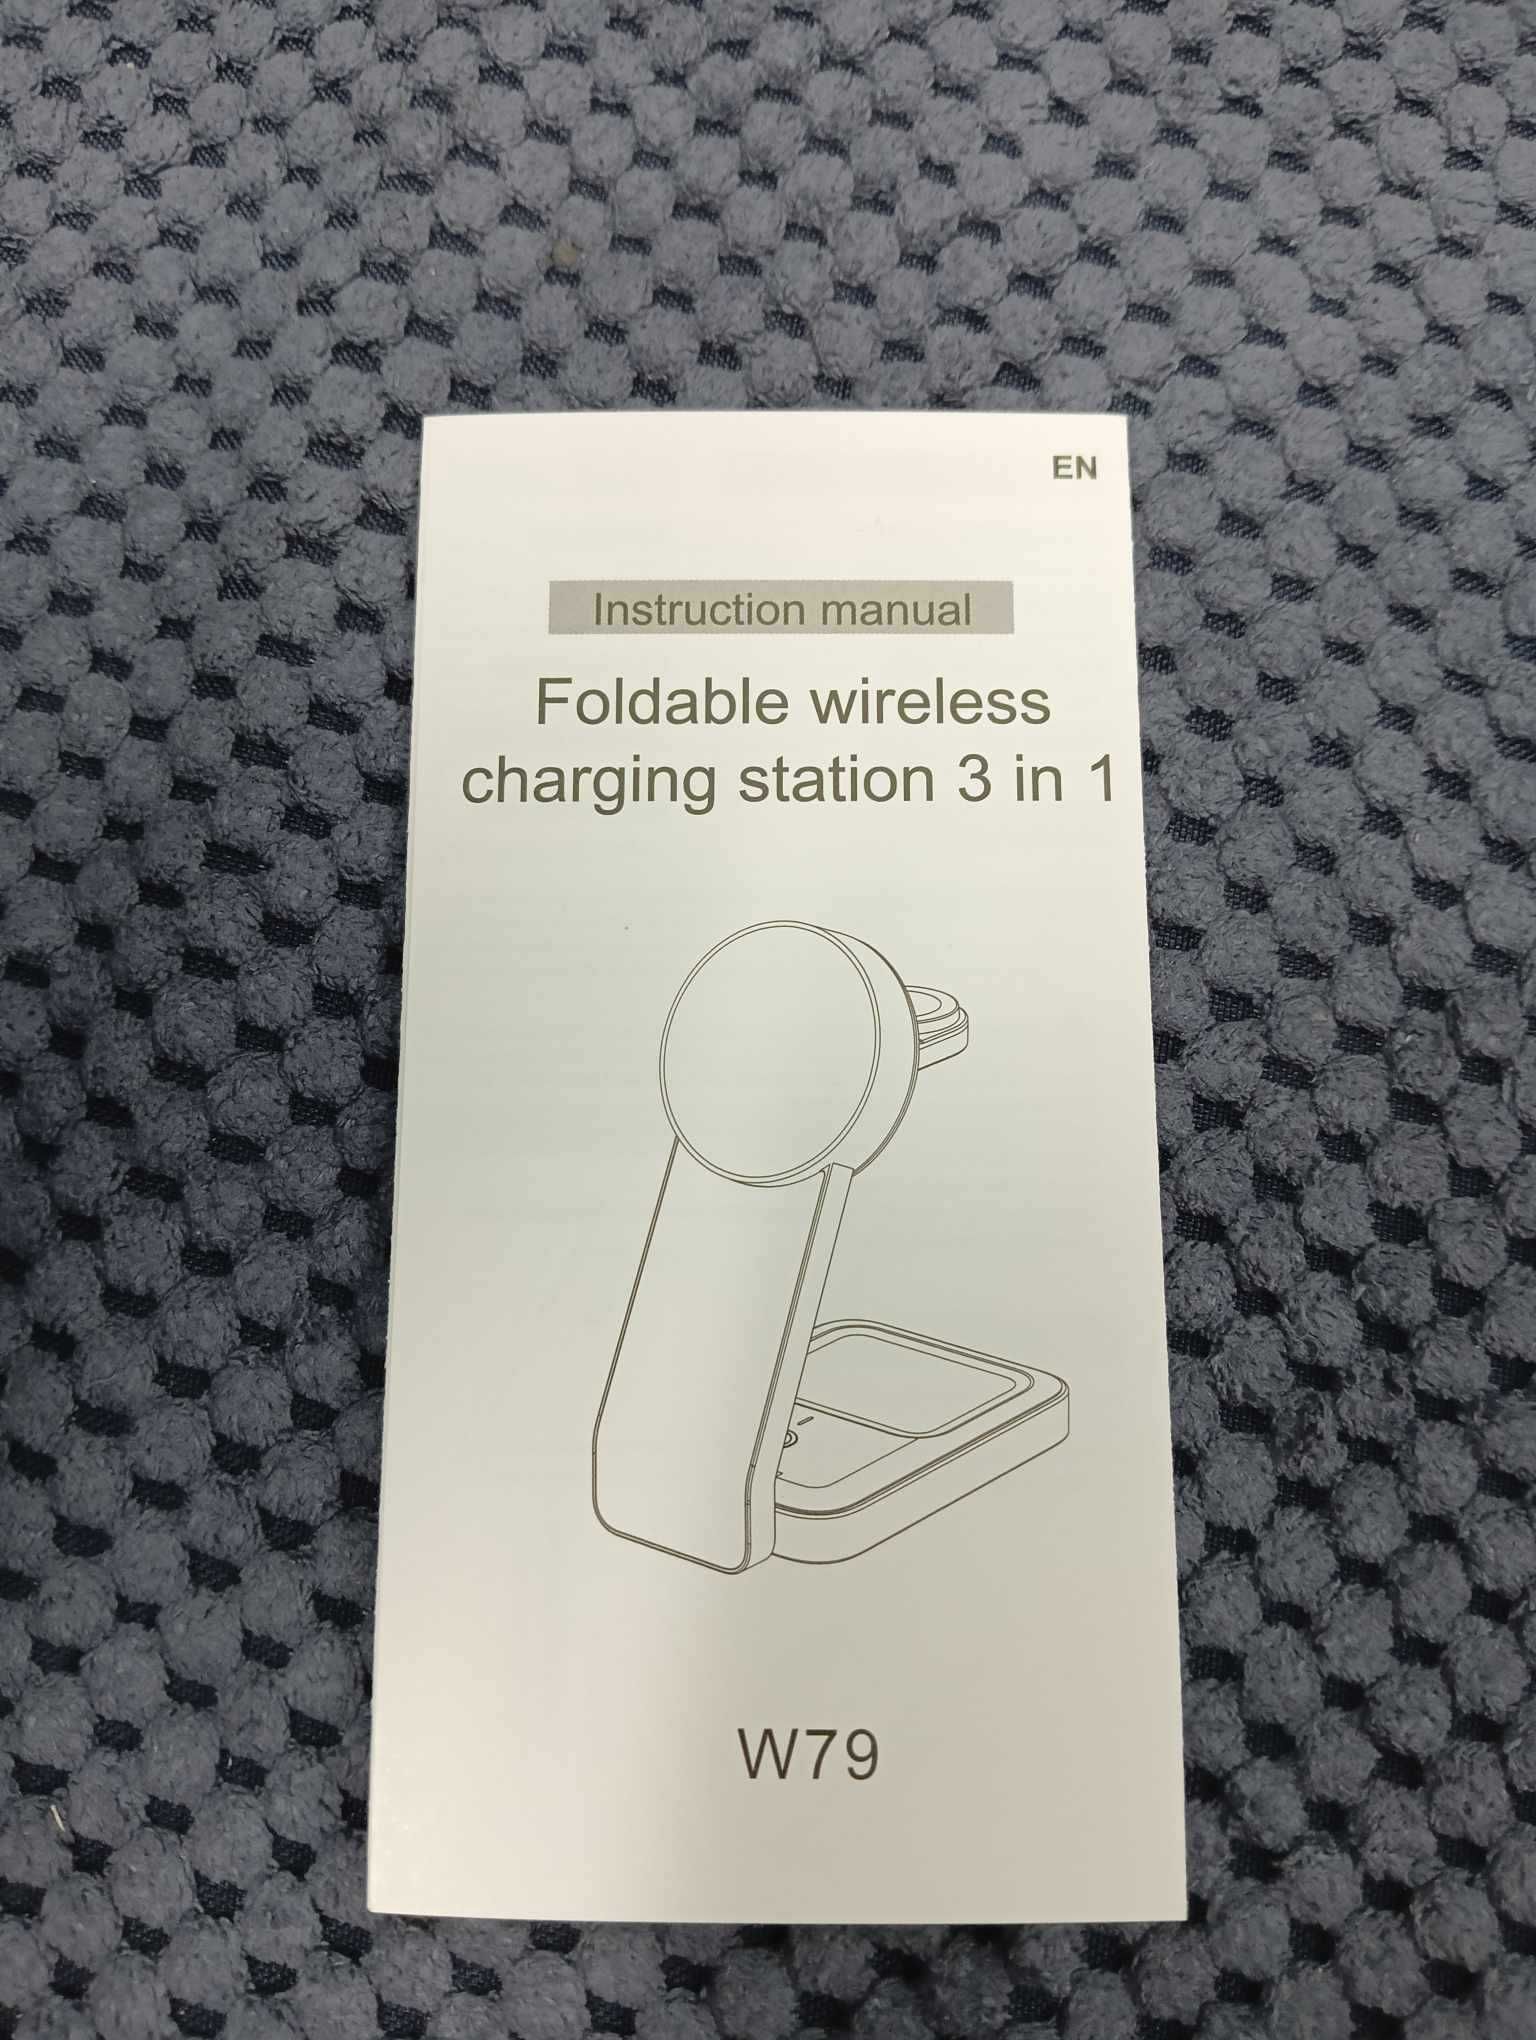 EN
Instruction manual
Foldable wireless
charging station 3 in 1
W79